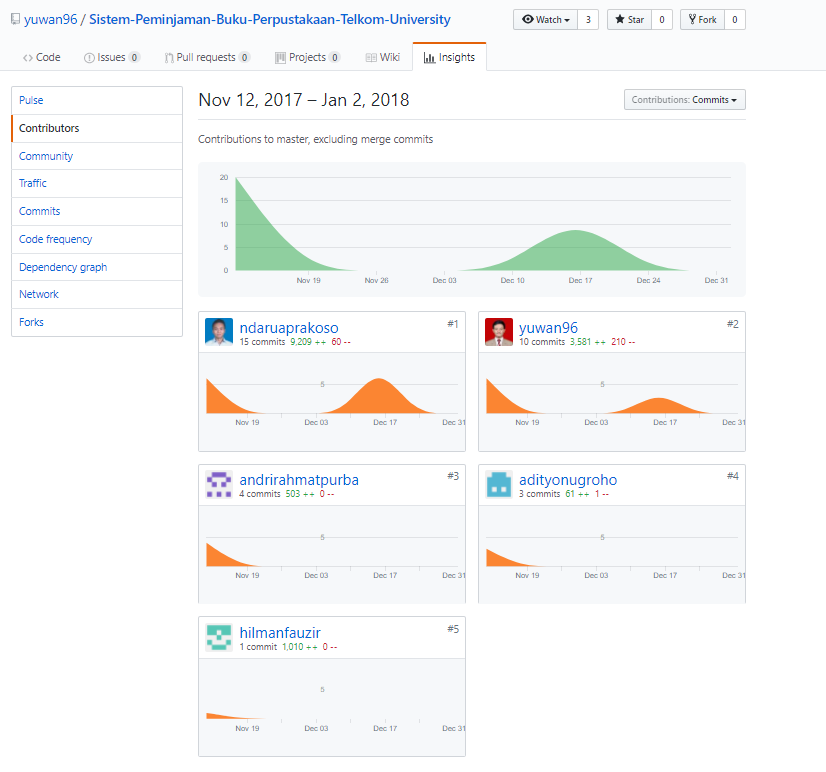 yuwan96 / Sistem-Peminjaman-Buku-Perpustakaan-Telkom-University
Watch 3 Star 0 Fork 0
Code Issues 0 Pull requests 0 Projects 0 Wiki Insights
Pulse
Contributors
Community
Traffic
Commits
Code frequency
Dependency graph
Network
Forks
Nov 12, 2017 – Jan 2, 2018
Contributions: Commits
Contributions to master, excluding merge commits
20
15
10
5
0
Nov 19 Nov 26 Dec 03 Dec 10 Dec 17 Dec 24 Dec 31
ndaruaprakoso #1
15 commits 9,209 ++ 60 --
5
Nov 19 Dec 03 Dec 17 Dec 31
yuwan96 #2
10 commits 3,581 ++ 210 --
5
Nov 19 Dec 03 Dec 17 Dec 31
andrirahmatpurba #3
4 commits 503 ++ 0 --
5
Nov 19 Dec 03 Dec 17 Dec 31
adityonugroho #4
3 commits 61 ++ 1 --
5
Nov 19 Dec 03 Dec 17 Dec 31
hilmanfauzir #5
1 commit 1,010 ++ 0 --
5
Nov 19 Dec 03 Dec 17 Dec 31